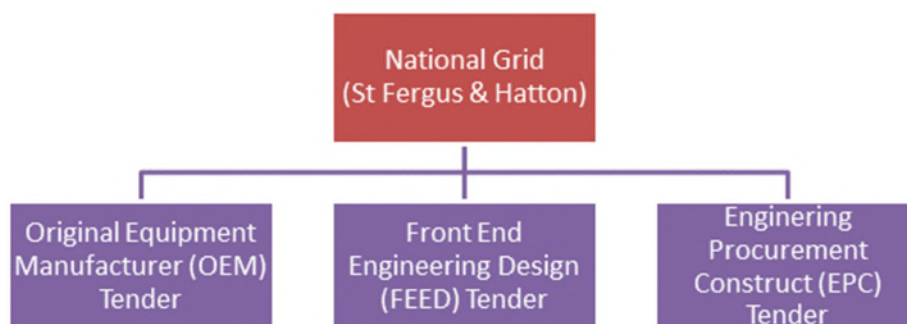 National Grid
(St Fergus & Hatton)
Original Equipment
Manufacturer (OEM)
Tender
Front End
Engineering Design
(FEED) Tender
Enginering
Procurement
Construct (EPC)
Tender